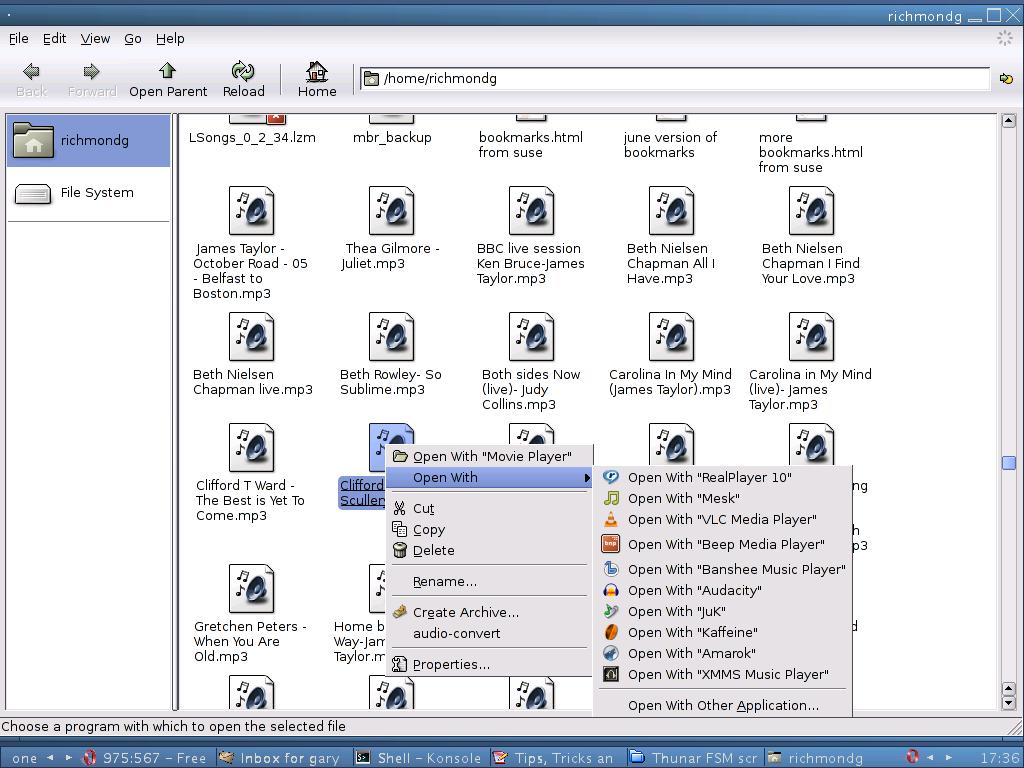 richmondg
File Edit View Go Help
Back Forward Open Parent Reload Home /home/richmondg
richmondg
File System
LSongs_0_2_34.lzm
mbr_backup
bookmarks.html
from suse
june version of
bookmarks
more
bookmarks.html
from suse
James Taylor -
October Road - 05
- Belfast to
Boston.mp3
Thea Gilmore -
Juliet.mp3
BBC live session
Ken Bruce-James
Taylor.mp3
Beth Nielsen
Chapman All I
Have.mp3
Beth Nielsen
Chapman I Find
Your Love.mp3
Beth Nielsen
Chapman live.mp3
Beth Rowley- So
Sublime.mp3
Both sides Now
(live)- Judy
Collins.mp3
Carolina In My Mind
(James Taylor).mp3
Carolina in My Mind
(live)- James
Taylor.mp3
Clifford T Ward -
The Best is Yet To
Come.mp3
Clifford
Scullery
Gretchen Peters -
When You Are
Old.mp3
Home b
Way-Jam
Taylor.m
Open With "Movie Player"
Open With
Cut
Copy
Delete
Rename...
Create Archive...
audio-convert
Properties...
Open With "RealPlayer 10"
Open With "Mesk"
Open With "VLC Media Player"
Open With "Beep Media Player"
Open With "Banshee Music Player"
Open With "Audacity"
Open With "JuK"
Open With "Kaffeine"
Open With "Amarok"
Open With "XMMS Music Player"
Open With Other Application...
Choose a program with which to open the selected file
one 975:567 - Free Inbox for gary Shell - Konsole Tips, Tricks an Thunar FSM scr richmondg 17:36